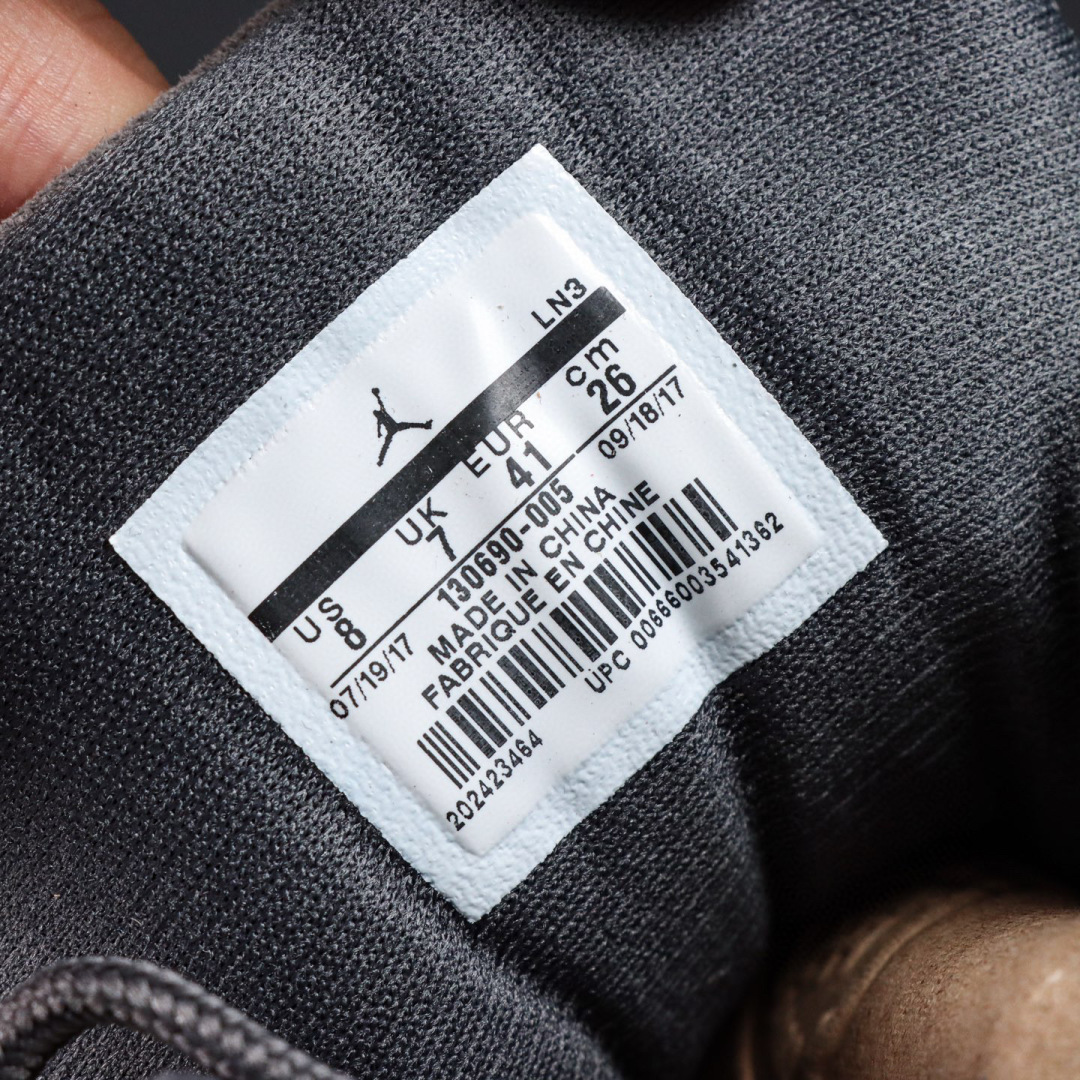 LN3
US UK EUR cm
8 7 41 26
07/19/17 130690-005 09/18/17
MADE IN CHINA
FABRIQUE EN CHINE
202423464 UPC 00666003541362